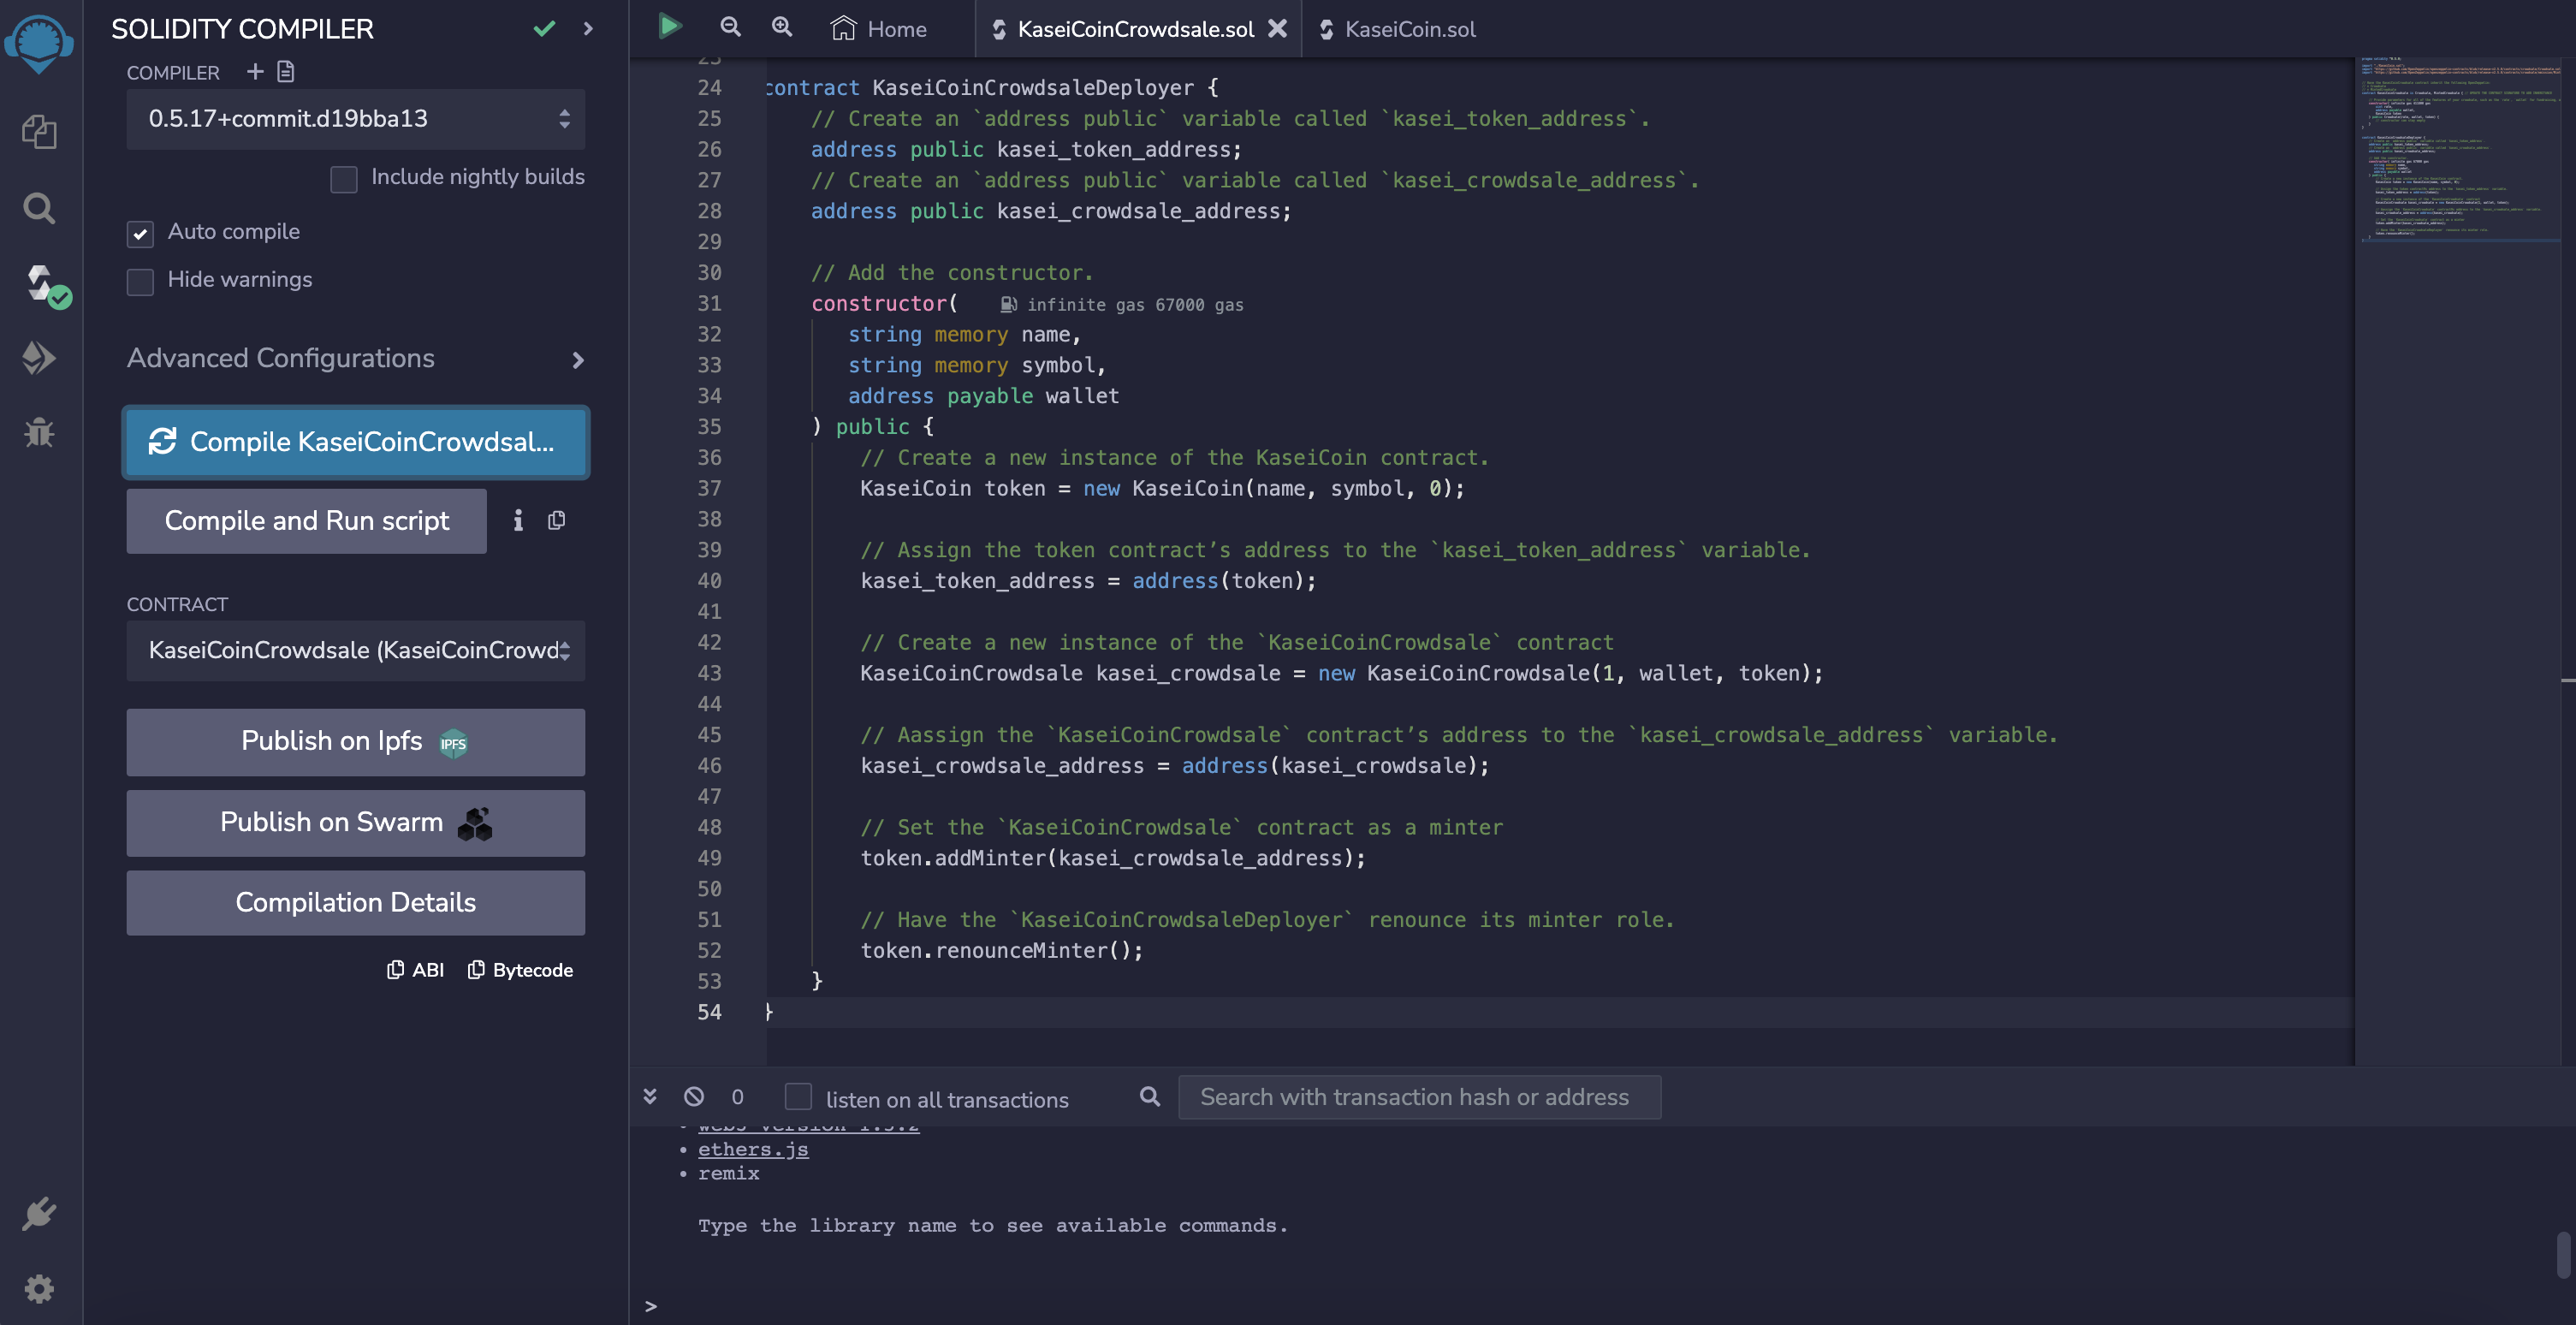 SOLIDITY COMPILER
COMPILER
0.5.17+commit.d19bba13
Include nightly builds
Auto compile
Hide warnings
Advanced Configurations
Compile KaseiCoinCrowdsal...
Compile and Run script
CONTRACT
KaseiCoinCrowdsale (KaseiCoinCrowd
Publish on Ipfs IPFS
Publish on Swarm
Compilation Details
ABI Bytecode
Home KaseiCoinCrowdsale.sol KaseiCoin.sol
23
24 contract KaseiCoinCrowdsaleDeployer {
25 // Create an `address public` variable called `kasei_token_address`.
26 address public kasei_token_address;
27 // Create an `address public` variable called `kasei_crowdsale_address`.
28 address public kasei_crowdsale_address;
29
30 // Add the constructor.
31 constructor( infinite gas 67000 gas
32 string memory name,
33 string memory symbol,
34 address payable wallet
35 ) public {
36 // Create a new instance of the KaseiCoin contract.
37 KaseiCoin token = new KaseiCoin(name, symbol, 0);
38
39 // Assign the token contract’s address to the `kasei_token_address` variable.
40 kasei_token_address = address(token);
41
42 // Create a new instance of the `KaseiCoinCrowdsale` contract
43 KaseiCoinCrowdsale kasei_crowdsale = new KaseiCoinCrowdsale(1, wallet, token);
44
45 // Aassign the `KaseiCoinCrowdsale` contract’s address to the `kasei_crowdsale_address` variable.
46 kasei_crowdsale_address = address(kasei_crowdsale);
47
48 // Set the `KaseiCoinCrowdsale` contract as a minter
49 token.addMinter(kasei_crowdsale_address);
50
51 // Have the `KaseiCoinCrowdsaleDeployer` renounce its minter role.
52 token.renounceMinter();
53 }
54 }
0 listen on all transactions Search with transaction hash or address
web3 version 1.5.2
ethers.js
remix
Type the library name to see available commands.
>